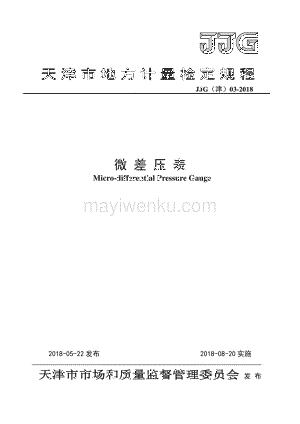 JJG
天津市地方计量检定规程
JJG（津）03-2018
微差压表
Micro-differential Pressure Gauge
mayiwenku.com
2018-05-22 发布
2018-08-20 实施
天津市市场和质量监督管理委员会 发布